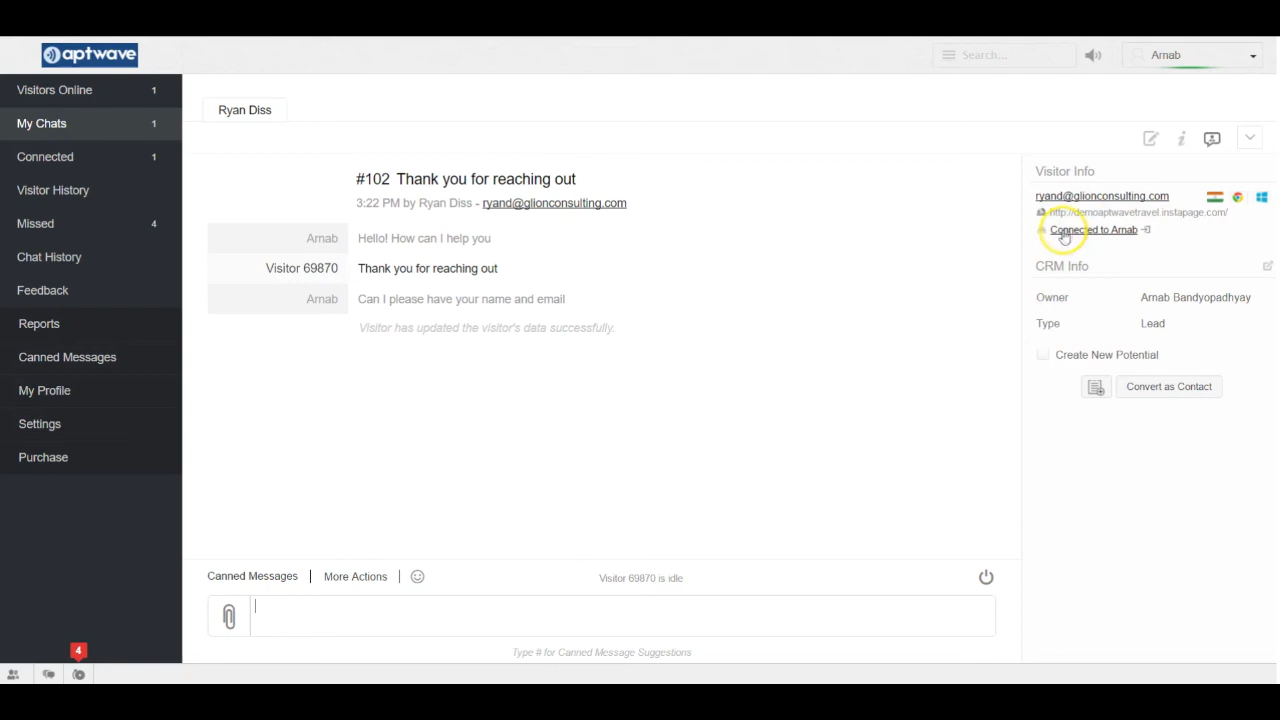 aptwave
Search...
Arnab
Visitors Online 1
My Chats 1
Connected 1
Visitor History
Missed 4
Chat History
Feedback
Reports
Canned Messages
My Profile
Settings
Purchase
4
Ryan Diss
#102 Thank you for reaching out
3:22 PM by Ryan Diss - ryand@glionconsulting.com
Arnab Hello! How can I help you
Visitor 69870 Thank you for reaching out
Arnab Can I please have your name and email
Visitor has updated the visitor's data successfully.
Canned Messages | More Actions |
Visitor 69870 is idle
Type # for Canned Message Suggestions
Visitor Info
ryand@glionconsulting.com
http://demoaptwavetravel.instapage.com/
Connected to Arnab
CRM Info
Owner Arnab Bandyopadhyay
Type Lead
Create New Potential
Convert as Contact